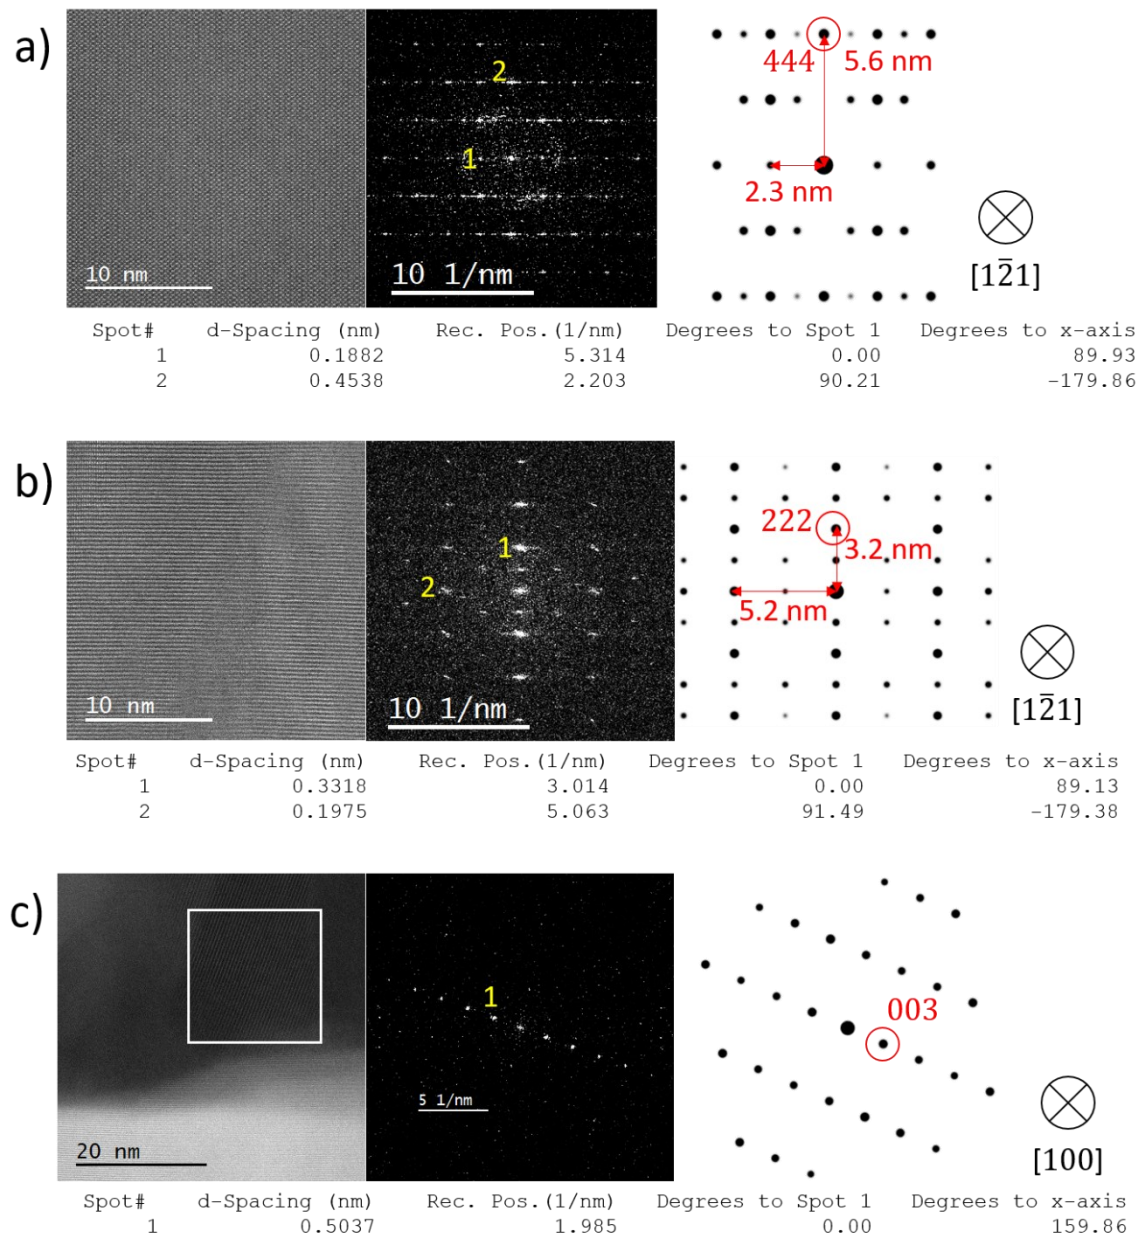 a)
2
1
10 nm
10 1/nm
444
5.6 nm
2.3 nm
[12̅1]
Spot# d-Spacing (nm) Rec. Pos.(1/nm) Degrees to Spot 1 Degrees to x-axis
1 0.1882 5.314 0.00 89.93
2 0.4538 2.203 90.21 -179.86
b)
1
2
10 nm
10 1/nm
222
3.2 nm
5.2 nm
[12̅1]
Spot# d-Spacing (nm) Rec. Pos.(1/nm) Degrees to Spot 1 Degrees to x-axis
1 0.3318 3.014 0.00 89.13
2 0.1975 5.063 91.49 -179.38
c)
1
20 nm
5 1/nm
003
[100]
Spot# d-Spacing (nm) Rec. Pos.(1/nm) Degrees to Spot 1 Degrees to x-axis
1 0.5037 1.985 0.00 159.86